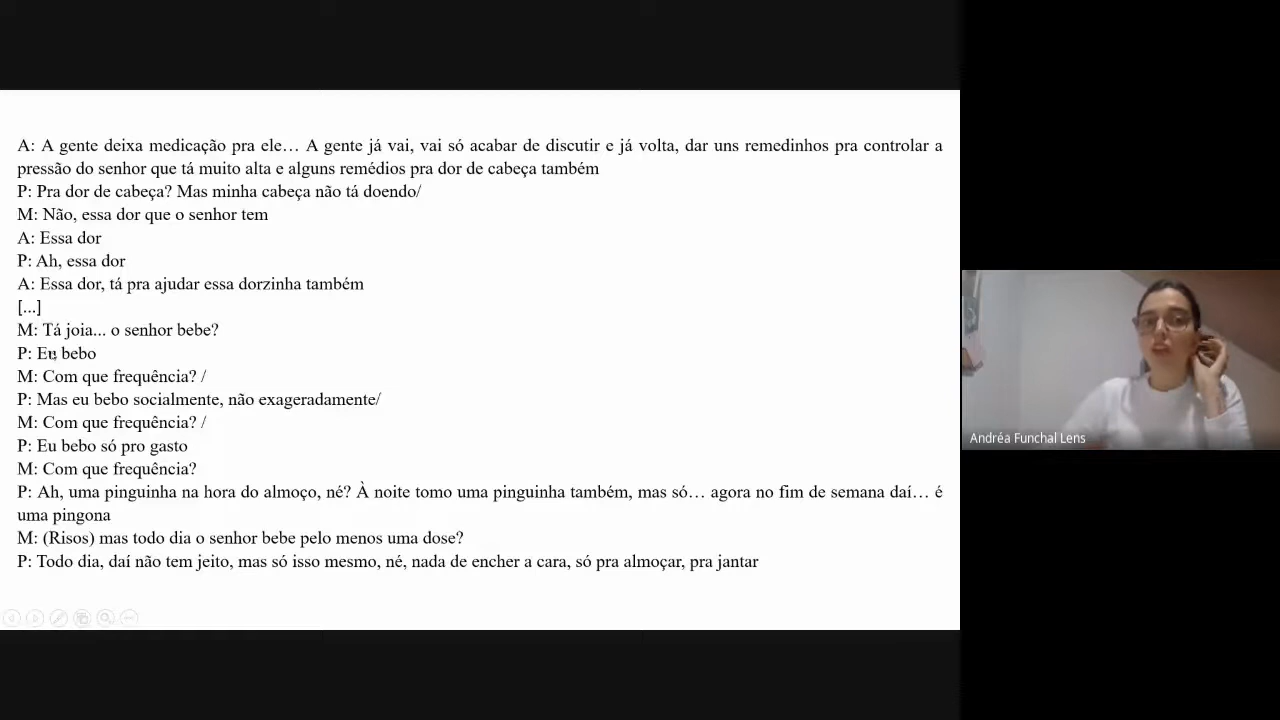 A: A gente deixa medicação pra ele… A gente já vai, vai só acabar de discutir e já volta, dar uns remedinhos pra controlar a
pressão do senhor que tá muito alta e alguns remédios pra dor de cabeça também
P: Pra dor de cabeça? Mas minha cabeça não tá doendo/
M: Não, essa dor que o senhor tem
A: Essa dor
P: Ah, essa dor
A: Essa dor, tá pra ajudar essa dorzinha também
[...]
M: Tá joia... o senhor bebe?
P: Eu bebo
M: Com que frequência? /
P: Mas eu bebo socialmente, não exageradamente/
M: Com que frequência? /
P: Eu bebo só pro gasto
M: Com que frequência?
P: Ah, uma pinguinha na hora do almoço, né? À noite tomo uma pinguinha também, mas só… agora no fim de semana daí… é
uma pingona
M: (Risos) mas todo dia o senhor bebe pelo menos uma dose?
P: Todo dia, daí não tem jeito, mas só isso mesmo, né, nada de encher a cara, só pra almoçar, pra jantar
Andréa Funchal Lens